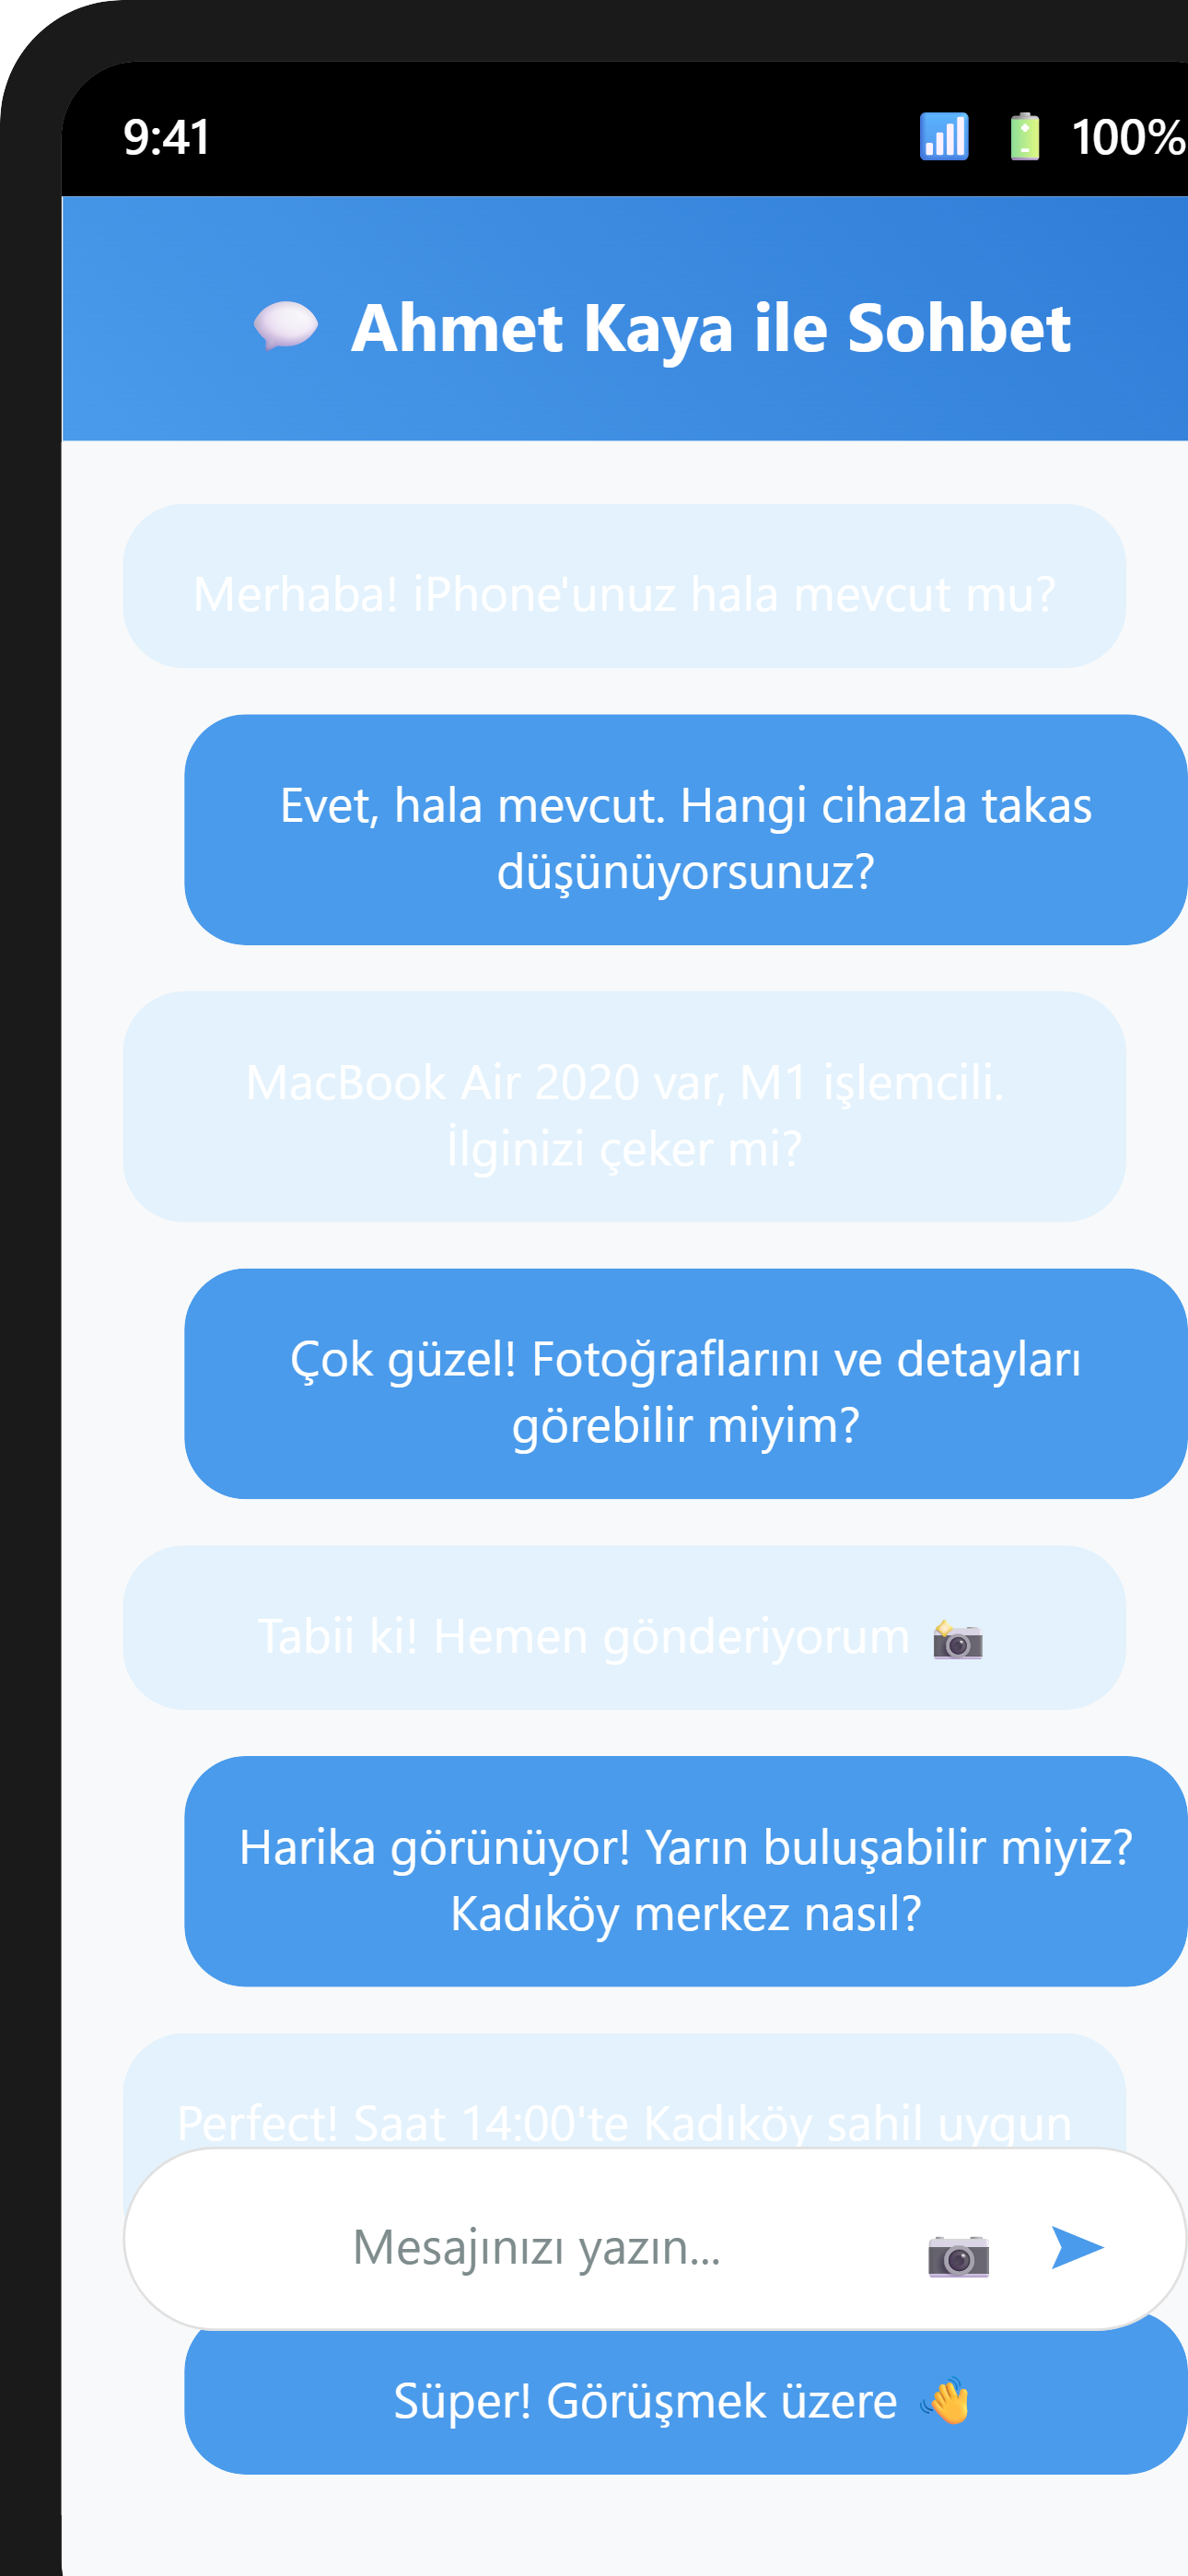 9:41 100%
Ahmet Kaya ile Sohbet
Merhaba! iPhone'unuz hala mevcut mu?
Evet, hala mevcut. Hangi cihazla takas
düşünüyorsunuz?
MacBook Air 2020 var, M1 işlemcili.
İlginizi çeker mi?
Çok güzel! Fotoğraflarını ve detayları
görebilir miyim?
Tabii ki! Hemen gönderiyorum
Harika görünüyor! Yarın buluşabilir miyiz?
Kadıköy merkez nasıl?
Perfect! Saat 14:00'te Kadıköy sahil uygun
Mesajınızı yazın...
Süper! Görüşmek üzere